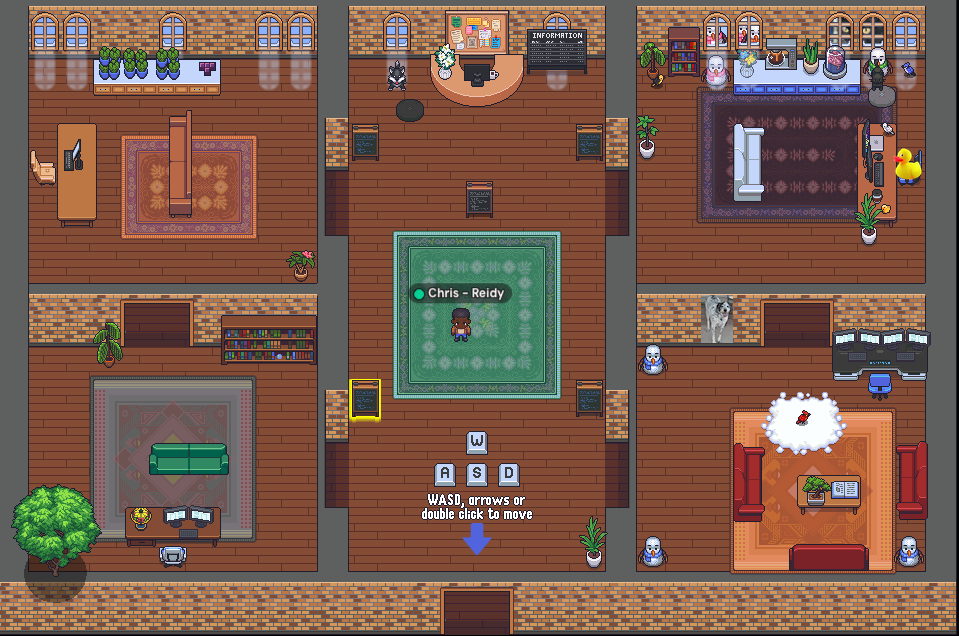 INFORMATION
Chris - Reidy
W
A S D
WASD, arrows or
double click to move